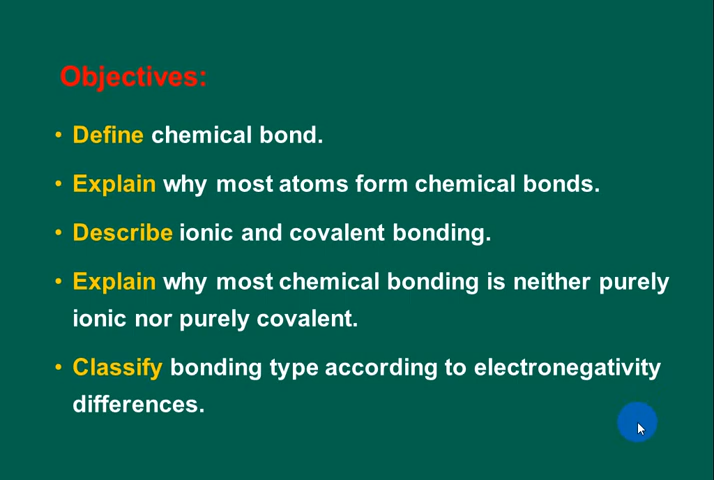 Objectives:
• Define chemical bond.
• Explain why most atoms form chemical bonds.
• Describe ionic and covalent bonding.
• Explain why most chemical bonding is neither purely
ionic nor purely covalent.
• Classify bonding type according to electronegativity
differences.